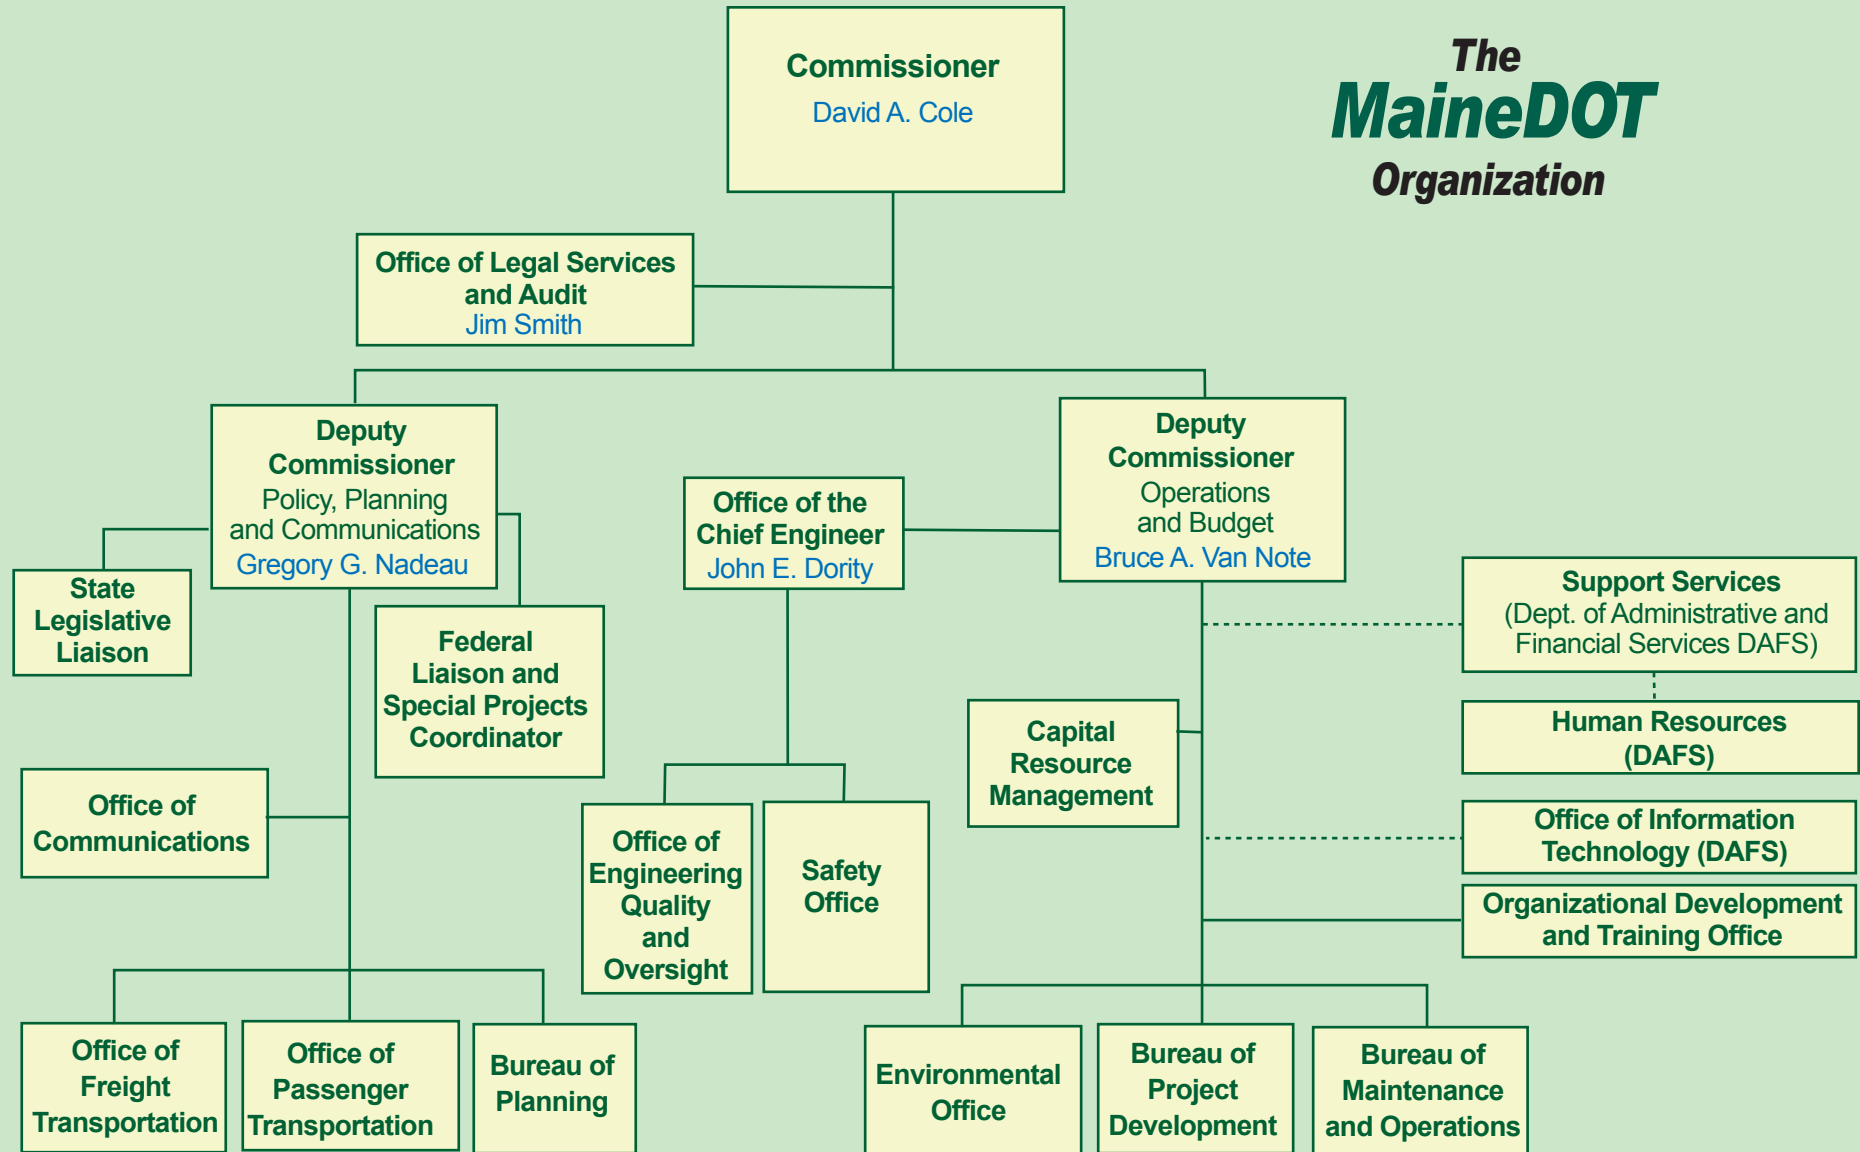 Commissioner
David A. Cole
The
MaineDOT
Organization
Office of Legal Services
and Audit
Jim Smith
Deputy
Commissioner
Policy, Planning
and Communications
Gregory G. Nadeau
Office of the
Chief Engineer
John E. Dority
Deputy
Commissioner
Operations
and Budget
Bruce A. Van Note
State
Legislative
Liaison
Federal
Liaison and
Special Projects
Coordinator
Support Services
(Dept. of Administrative and
Financial Services DAFS)
Human Resources
(DAFS)
Capital
Resource
Management
Office of
Communications
Office of
Engineering
Quality
and
Oversight
Safety
Office
Office of Information
Technology (DAFS)
Organizational Development
and Training Office
Office of
Freight
Transportation
Office of
Passenger
Transportation
Bureau of
Planning
Environmental
Office
Bureau of
Project
Development
Bureau of
Maintenance
and Operations